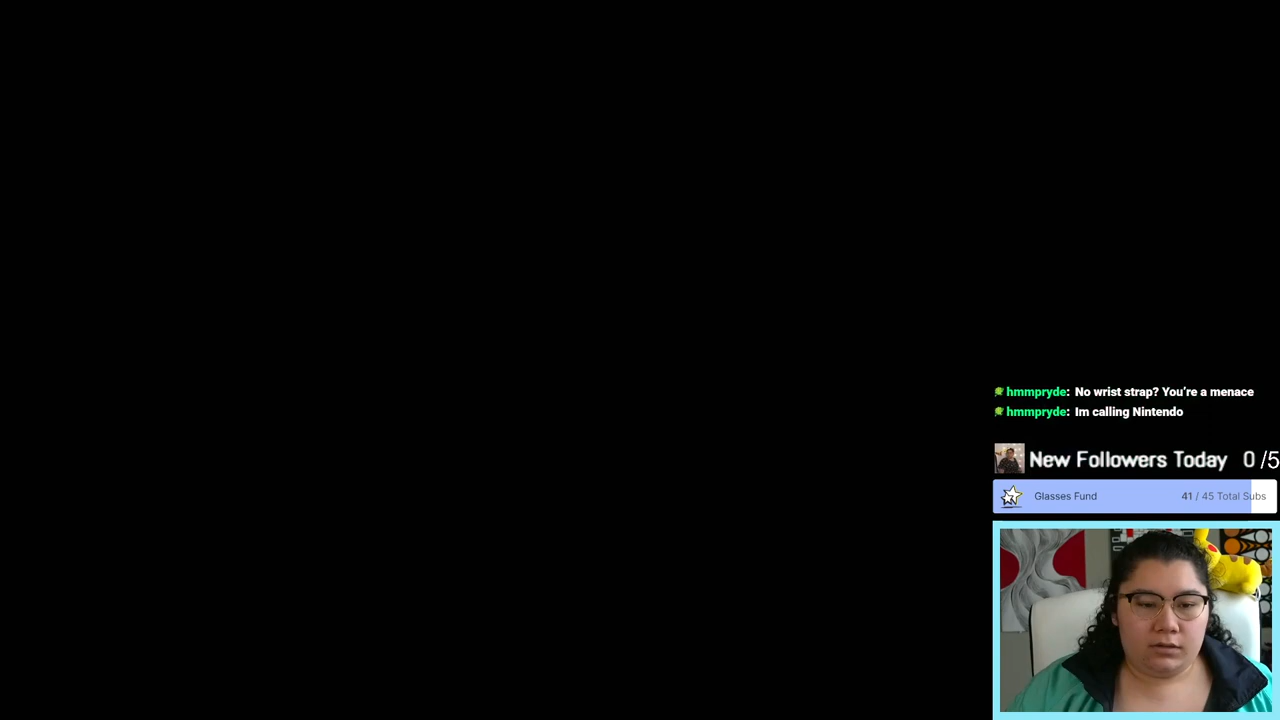 hmmpryde: No wrist strap? You're a menace
hmmpryde: Im calling Nintendo
New Followers Today 0 /5
Glasses Fund 41 / 45 Total Subs